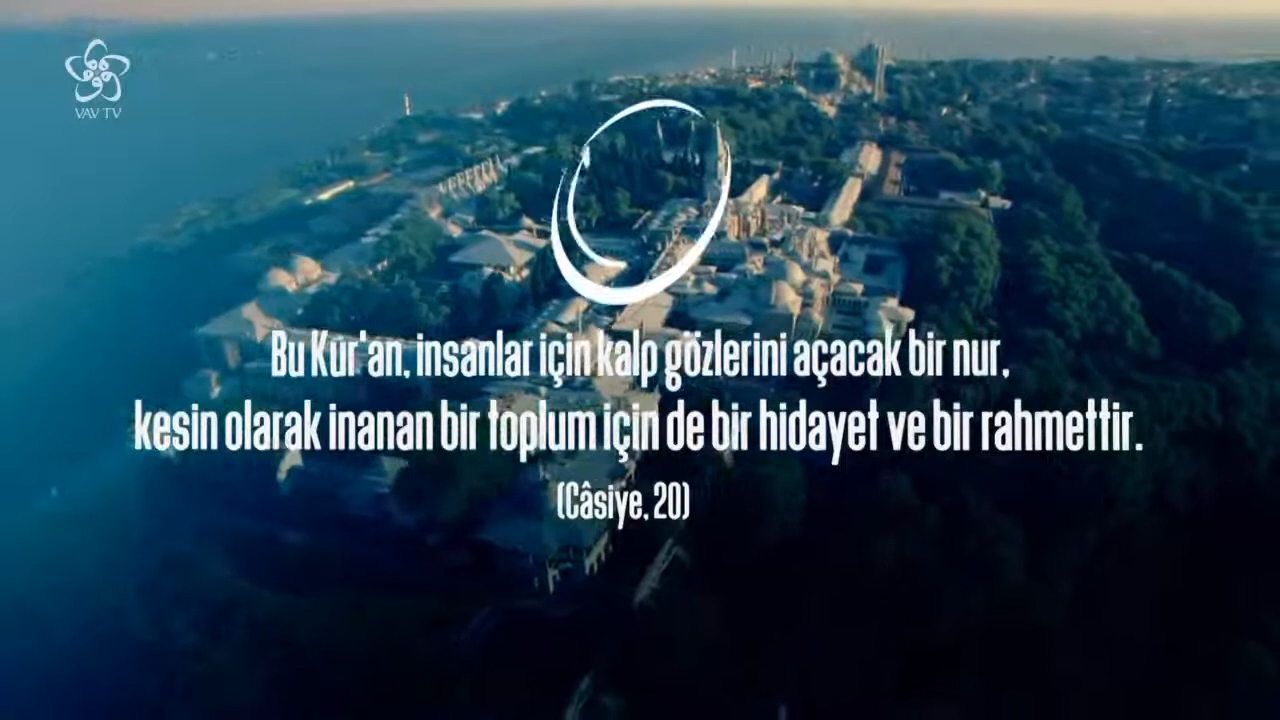 VAV TV
Bu Kur'an, insanlar için kalp gözlerini açacak bir nur,
kesin olarak inanan bir toplum için de bir hidayet ve bir rahmettir.
(Câsiye, 20)